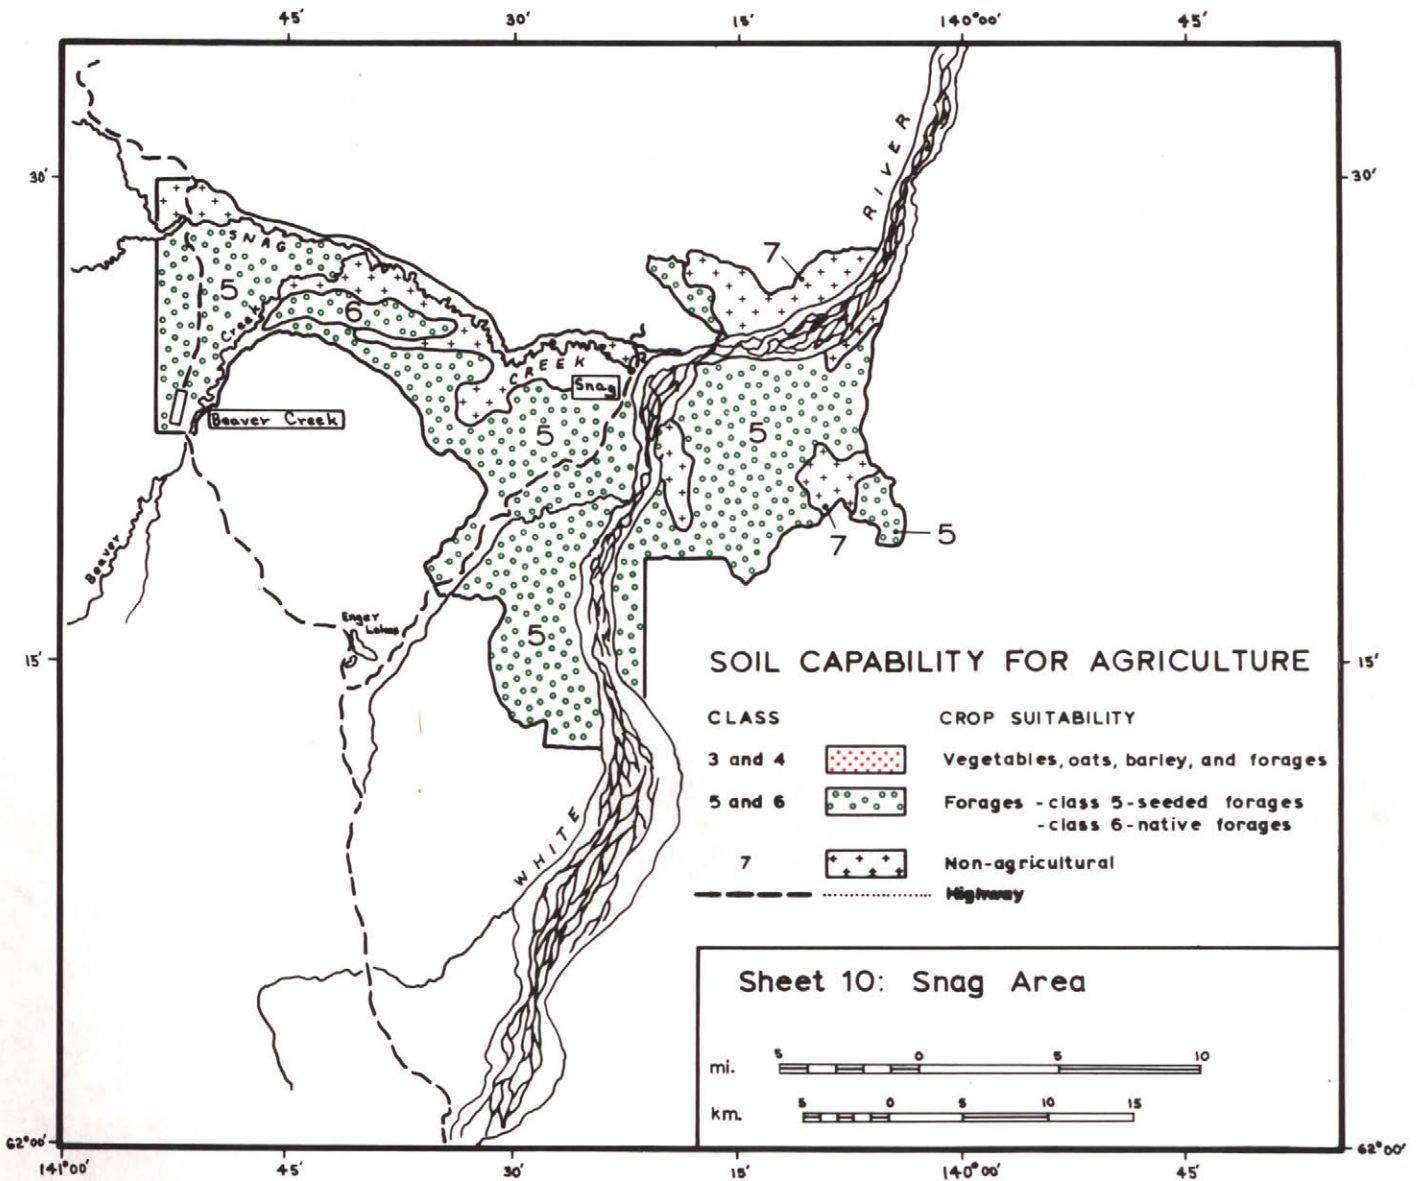 45' 30' 15' 140°00' 45'
RIVER
30' 30'
SNAG
7
5
6
Creek
CREEK
Snag
Beaver Creek
5
5
5
7
Beaver
Enger
Lakes
5
15' 15'
SOIL CAPABILITY FOR AGRICULTURE
CLASS CROP SUITABILITY
3 and 4 Vegetables, oats, barley, and forages
5 and 6 Forages - class 5 - seeded forages
- class 6 - native forages
7 Non-agricultural
Highway
WHITE
Sheet 10: Snag Area
mi. 5 0 5 10
km. 5 0 5 10 15
62°00' 62°00'
141°00' 45' 30' 15' 140°00' 45'